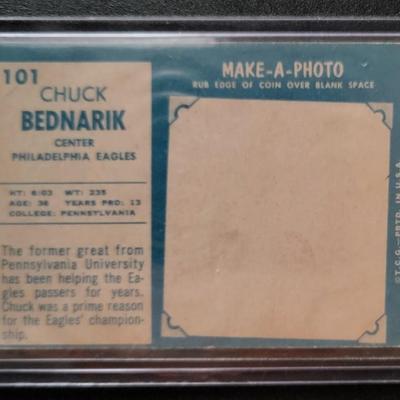 101
CHUCK
BEDNARIK
CENTER
PHILADELPHIA EAGLES
HT: 6:03 WT: 235
AGE: 36 YEARS PRO: 13
COLLEGE: PENNSYLVANIA
The former great from
Pennsylvania University
has been helping the Ea-
gles passers for years.
Chuck was a prime reason
for the Eagles' champion-
ship.
MAKE-A-PHOTO
RUB EDGE OF COIN OVER BLANK SPACE
©T.C.G.—PRTD. IN U.S.A.